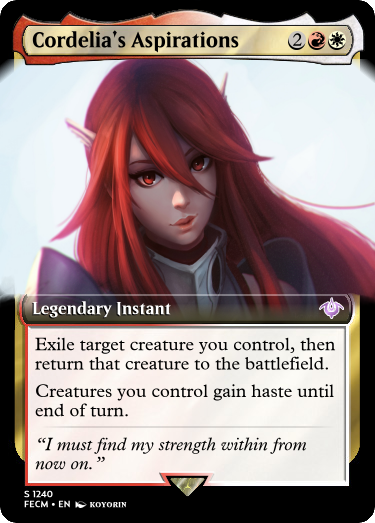 Cordelia's Aspirations 2
Legendary Instant
Exile target creature you control, then
return that creature to the battlefield.
Creatures you control gain haste until
end of turn.
“I must find my strength within from
now on.”
S 1240
FECM • EN KOYORIN